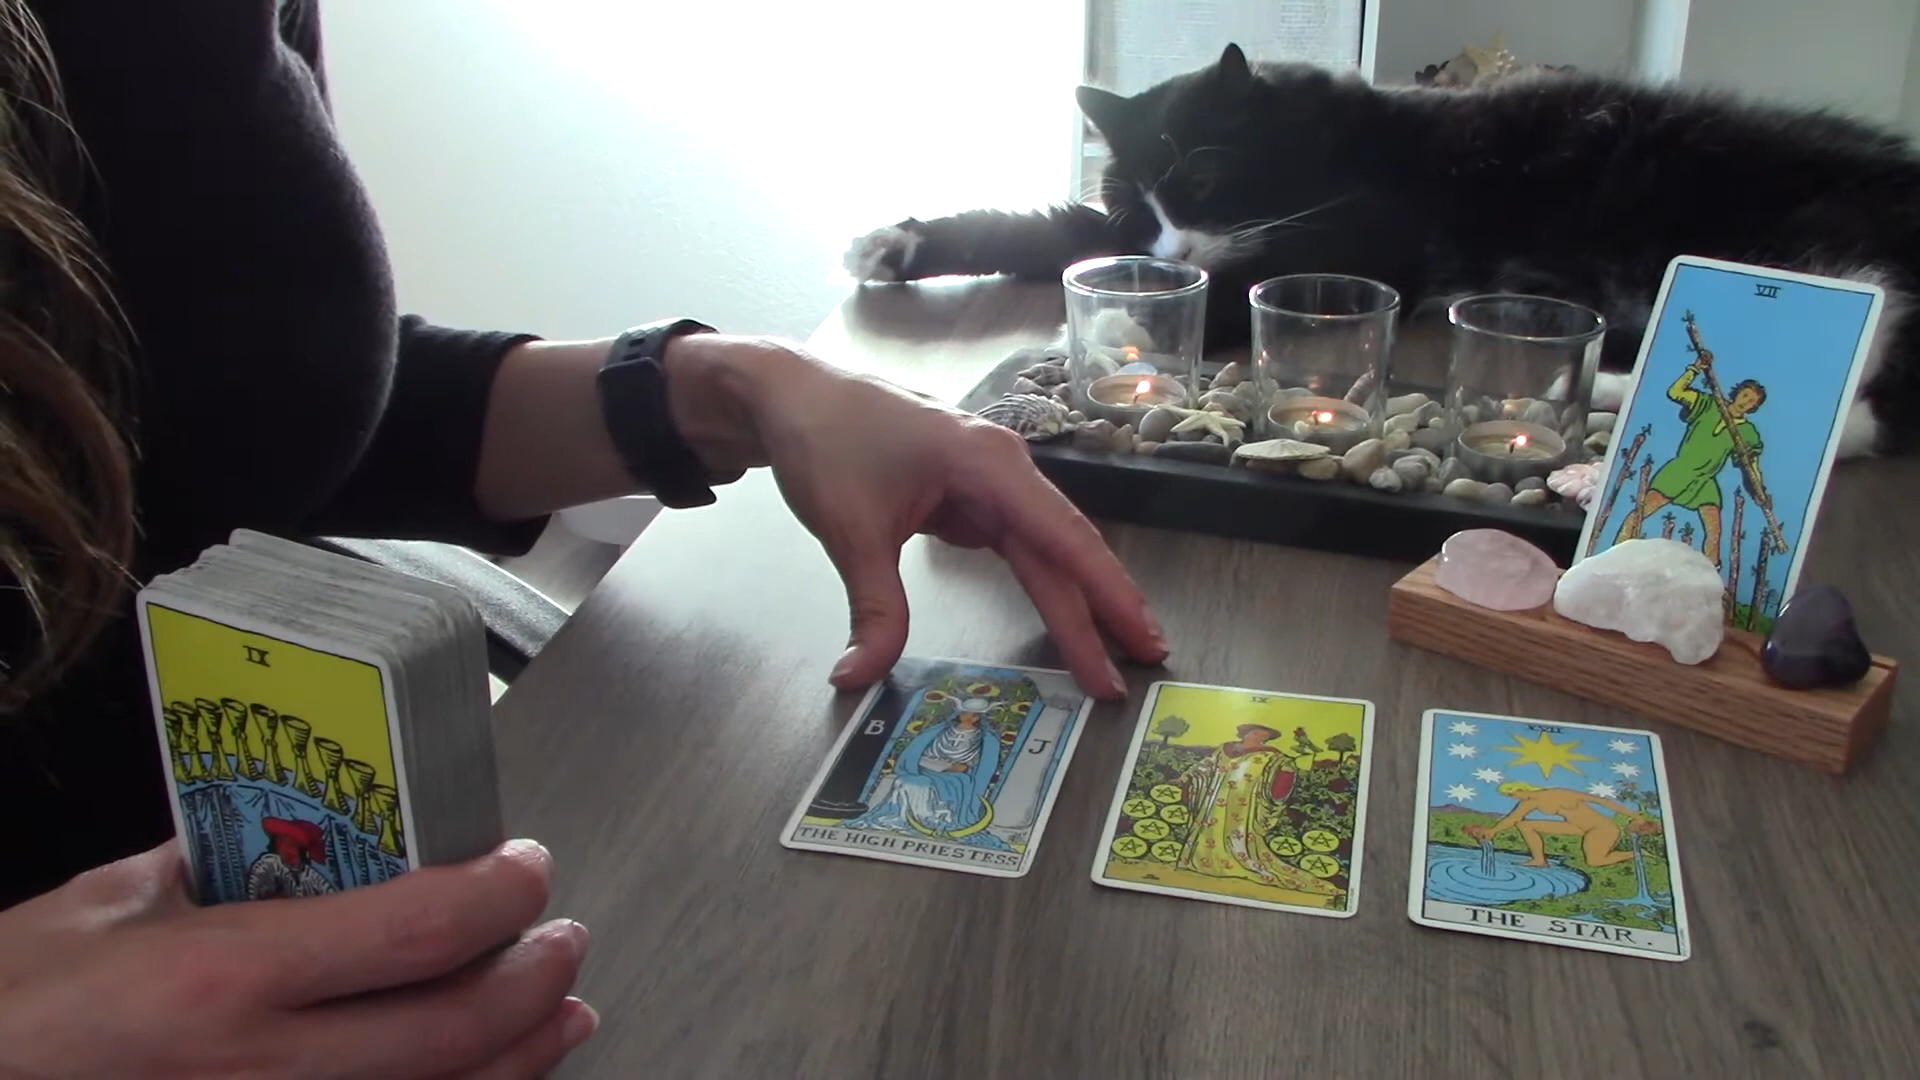 VII
IX
B
J
THE HIGH PRIESTESS
IX
XVII
THE STAR.